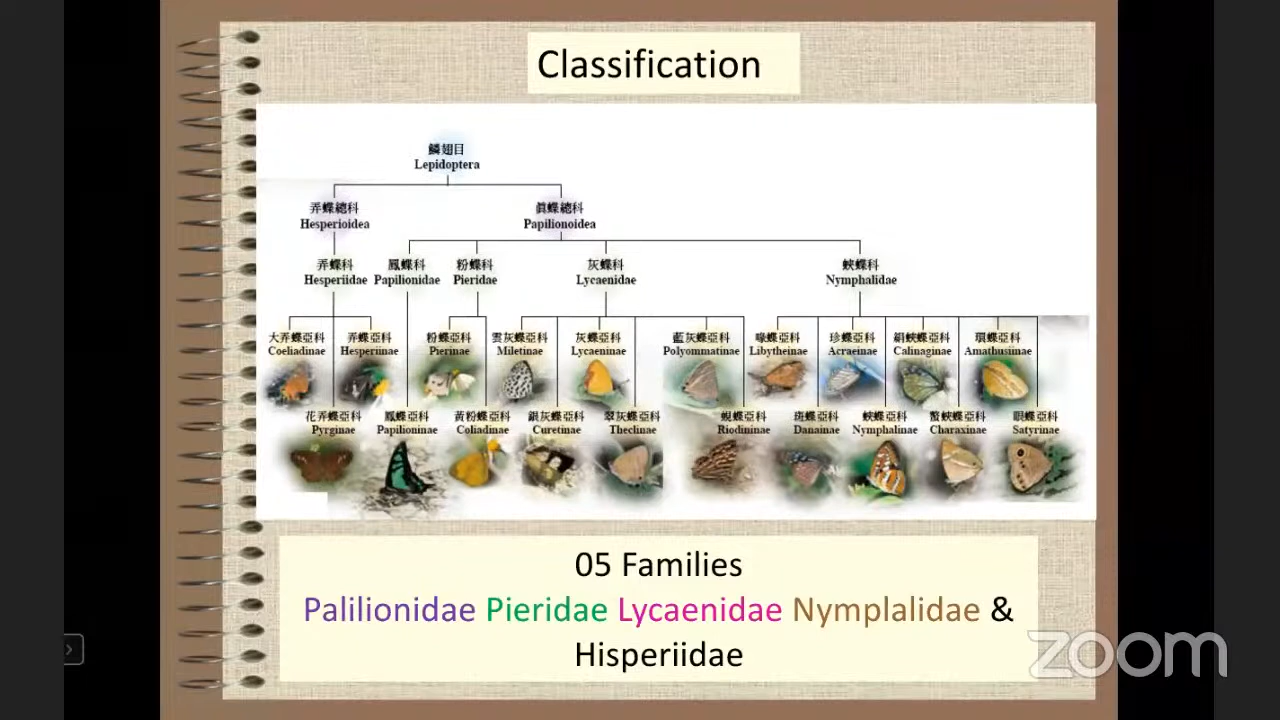 Classification
鱗翅目
Lepidoptera
弄蝶總科
Hesperioidea
真蝶總科
Papilionoidea
弄蝶科
Hesperiidae
鳳蝶科
Papilionidae
粉蝶科
Pieridae
灰蝶科
Lycaenidae
蛺蝶科
Nymphalidae
大弄蝶亞科
Coeliadinae
弄蝶亞科
Hesperiinae
粉蝶亞科
Pierinae
雲灰蝶亞科
Miletinae
灰蝶亞科
Lycaeninae
藍灰蝶亞科
Polyommatinae
喙蝶亞科
Libytheinae
珍蝶亞科
Acraeinae
絹蛺蝶亞科
Calinaginae
環蝶亞科
Amathusiinae
花弄蝶亞科
Pyrginae
鳳蝶亞科
Papilioninae
黃粉蝶亞科
Coliadinae
銀灰蝶亞科
Curetinae
翠灰蝶亞科
Theclinae
蜆蝶亞科
Riodininae
斑蝶亞科
Danainae
蛺蝶亞科
Nymphalinae
螯蛺蝶亞科
Charaxinae
眼蝶亞科
Satyrinae
05 Families
Palilionidae Pieridae Lycaenidae Nymplalidae &
Hisperiidae
zoom